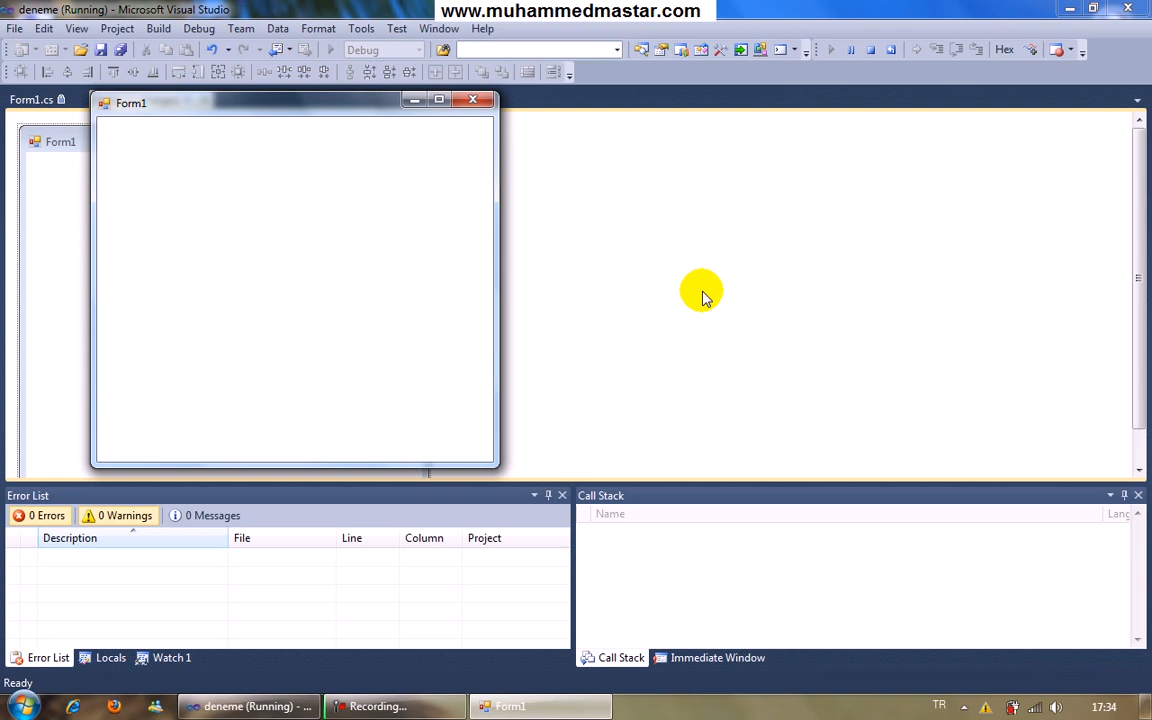 deneme (Running) - Microsoft Visual Studio
www.muhammedmastar.com
File Edit View Project Build Debug Team Data Format Tools Test Window Help
Debug
Hex
Form1.cs
Form1
Form1
Error List
Call Stack
0 Errors 0 Warnings 0 Messages
Name Lang
Description File Line Column Project
Error List Locals Watch 1
Call Stack Immediate Window
Ready
deneme (Running) - ... Recording... Form1 TR 17:34